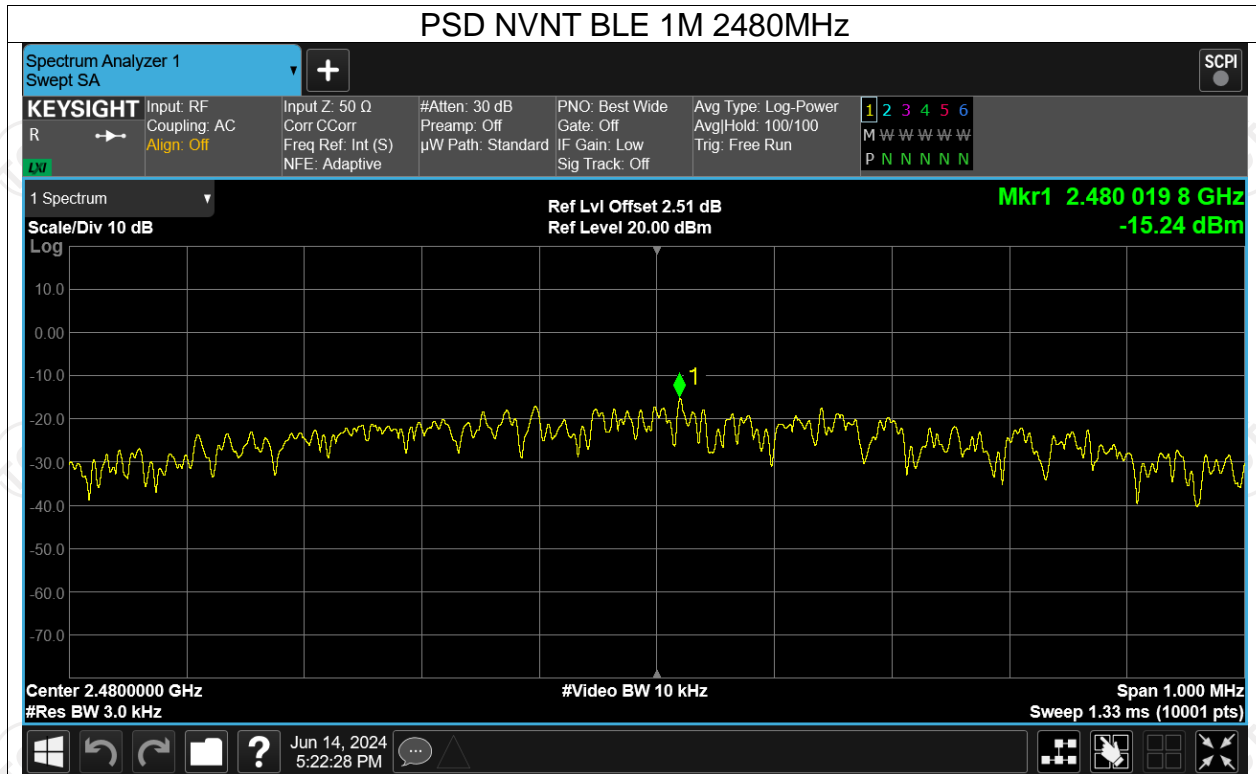 PSD NVNT BLE 1M 2480MHz
Spectrum Analyzer 1
Swept SA
SCPI
KEYSIGHT
R
LXI
Input: RF
Coupling: AC
Align: Off
Input Z: 50 Ω
Corr CCorr
Freq Ref: Int (S)
NFE: Adaptive
#Atten: 30 dB
Preamp: Off
µW Path: Standard
PNO: Best Wide
Gate: Off
IF Gain: Low
Sig Track: Off
Avg Type: Log-Power
Avg|Hold: 100/100
Trig: Free Run
1 2 3 4 5 6
M W W W W W
P N N N N N
1 Spectrum
Scale/Div 10 dB
Ref Lvl Offset 2.51 dB
Ref Level 20.00 dBm
Mkr1 2.480 019 8 GHz
-15.24 dBm
Log
10.0
0.00
-10.0
-20.0
-30.0
-40.0
-50.0
-60.0
-70.0
1
Center 2.4800000 GHz
#Res BW 3.0 kHz
#Video BW 10 kHz
Span 1.000 MHz
Sweep 1.33 ms (10001 pts)
?
Jun 14, 2024
5:22:28 PM